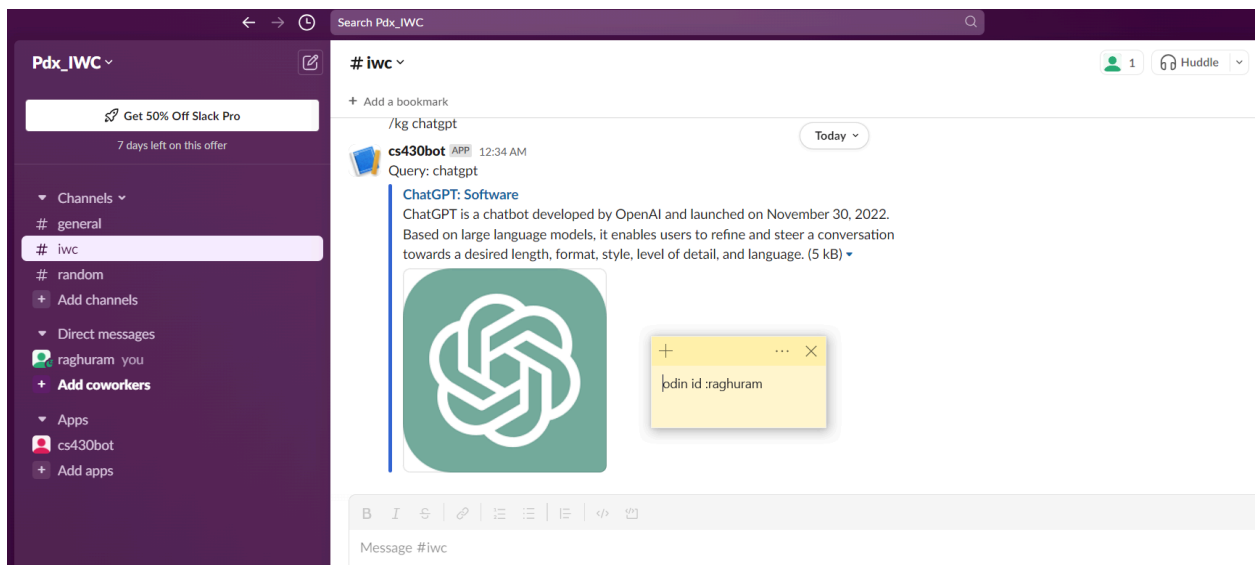 Search Pdx_IWC
Pdx_IWC
Get 50% Off Slack Pro
7 days left on this offer
Channels
# general
# iwc
# random
+ Add channels
Direct messages
raghuram you
+ Add coworkers
Apps
cs430bot
+ Add apps
# iwc
1
Huddle
+ Add a bookmark
Today
/kg chatgpt
cs430bot APP 12:34 AM
Query: chatgpt
ChatGPT: Software
ChatGPT is a chatbot developed by OpenAI and launched on November 30, 2022.
Based on large language models, it enables users to refine and steer a conversation
towards a desired length, format, style, level of detail, and language. (5 kB)
odin id :raghuram
B I S
Message #iwc